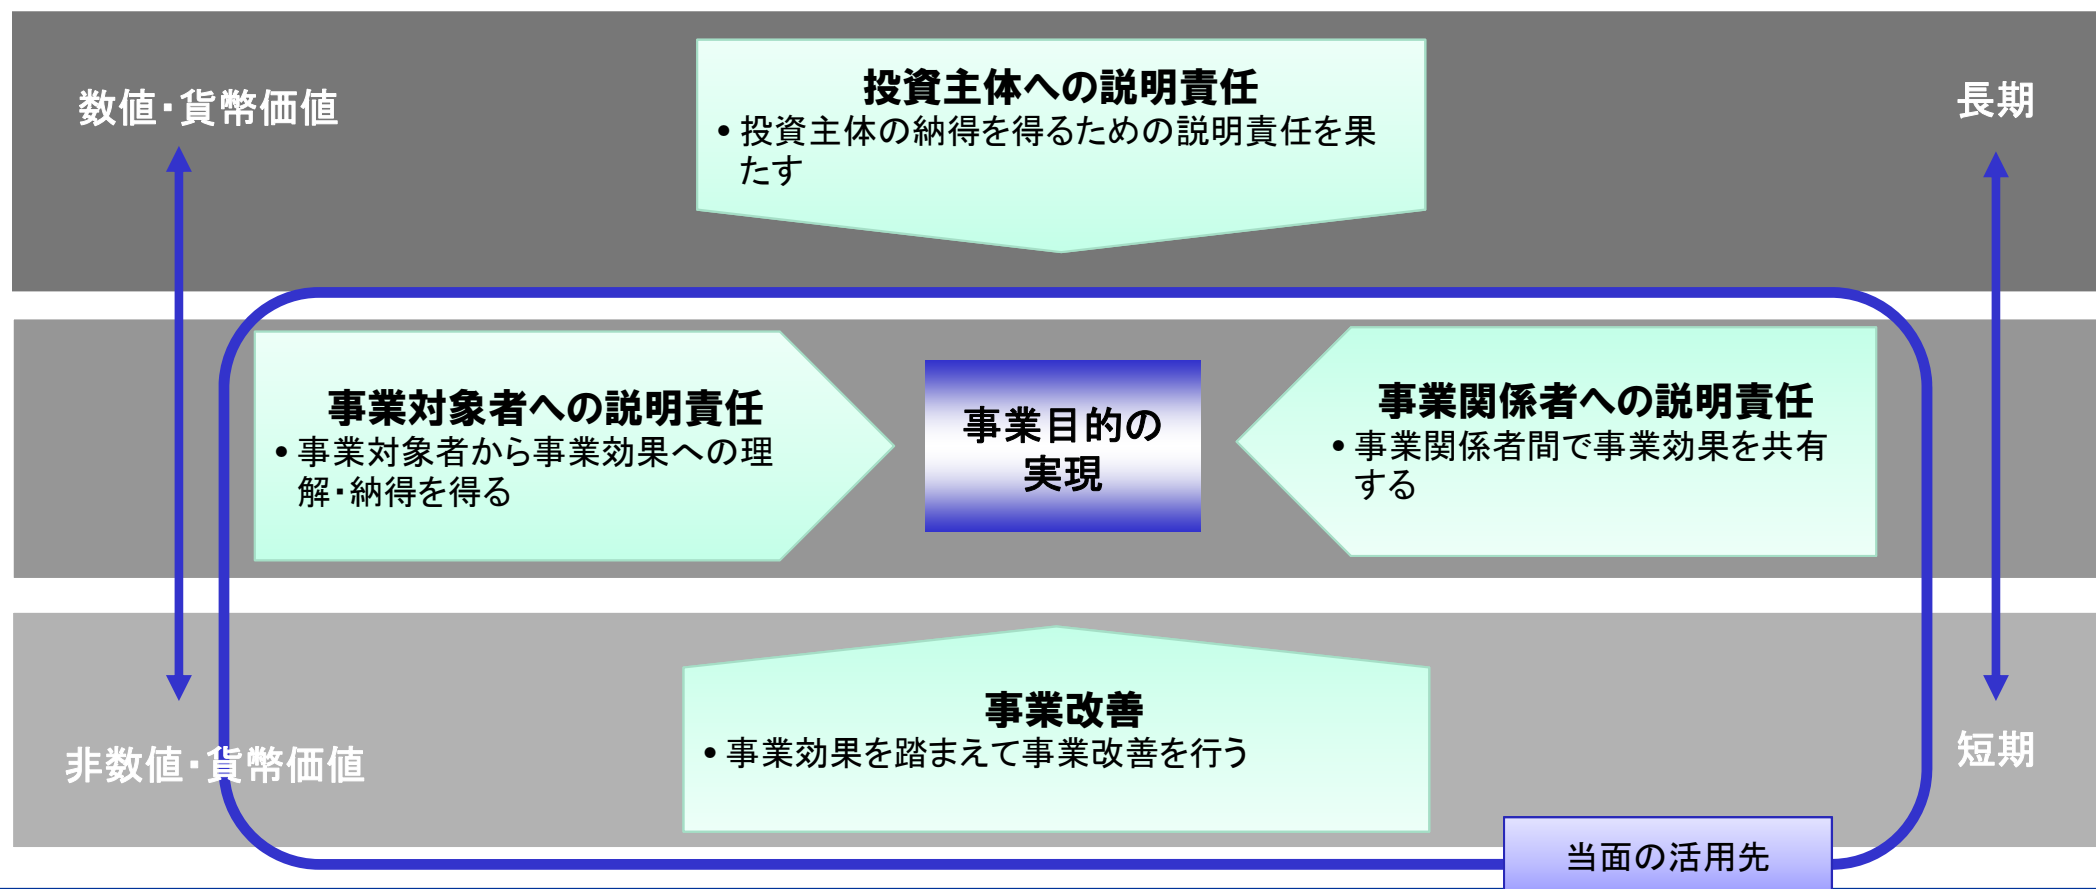 数値・貨幣価値
投資主体への説明責任
• 投資主体の納得を得るための説明責任を果
たす
長期
事業対象者への説明責任
• 事業対象者から事業効果への理
解・納得を得る
事業目的の
実現
事業関係者への説明責任
• 事業関係者間で事業効果を共有
する
事業改善
• 事業効果を踏まえて事業改善を行う
非数値・貨幣価値
短期
当面の活用先